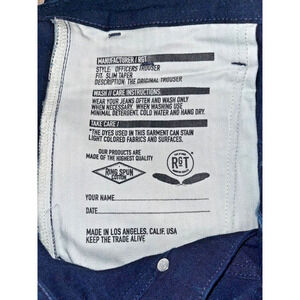 MANUFACTURER / RGT
STYLE: OFFICERS TROUSER
FIT: SLIM TAPER
DESCRIPTION: THE ORIGINAL TROUSER
WASH // CARE INSTRUCTIONS:
WEAR YOUR JEANS OFTEN AND WASH ONLY
WHEN NECESSARY. WHEN WASHING USE
MINIMAL DETERGENT, COLD WATER AND HANG DRY.
TAKE CARE /
*THE DYES USED IN THIS GARMENT CAN STAIN
LIGHT COLORED FABRICS AND SURFACES.
OUR PRODUCTS ARE
MADE OF THE HIGHEST QUALITY
RING SPUN
COTTON
RGT
YOUR NAME
DATE
MADE IN LOS ANGELES, CALIF. USA
KEEP THE TRADE ALIVE